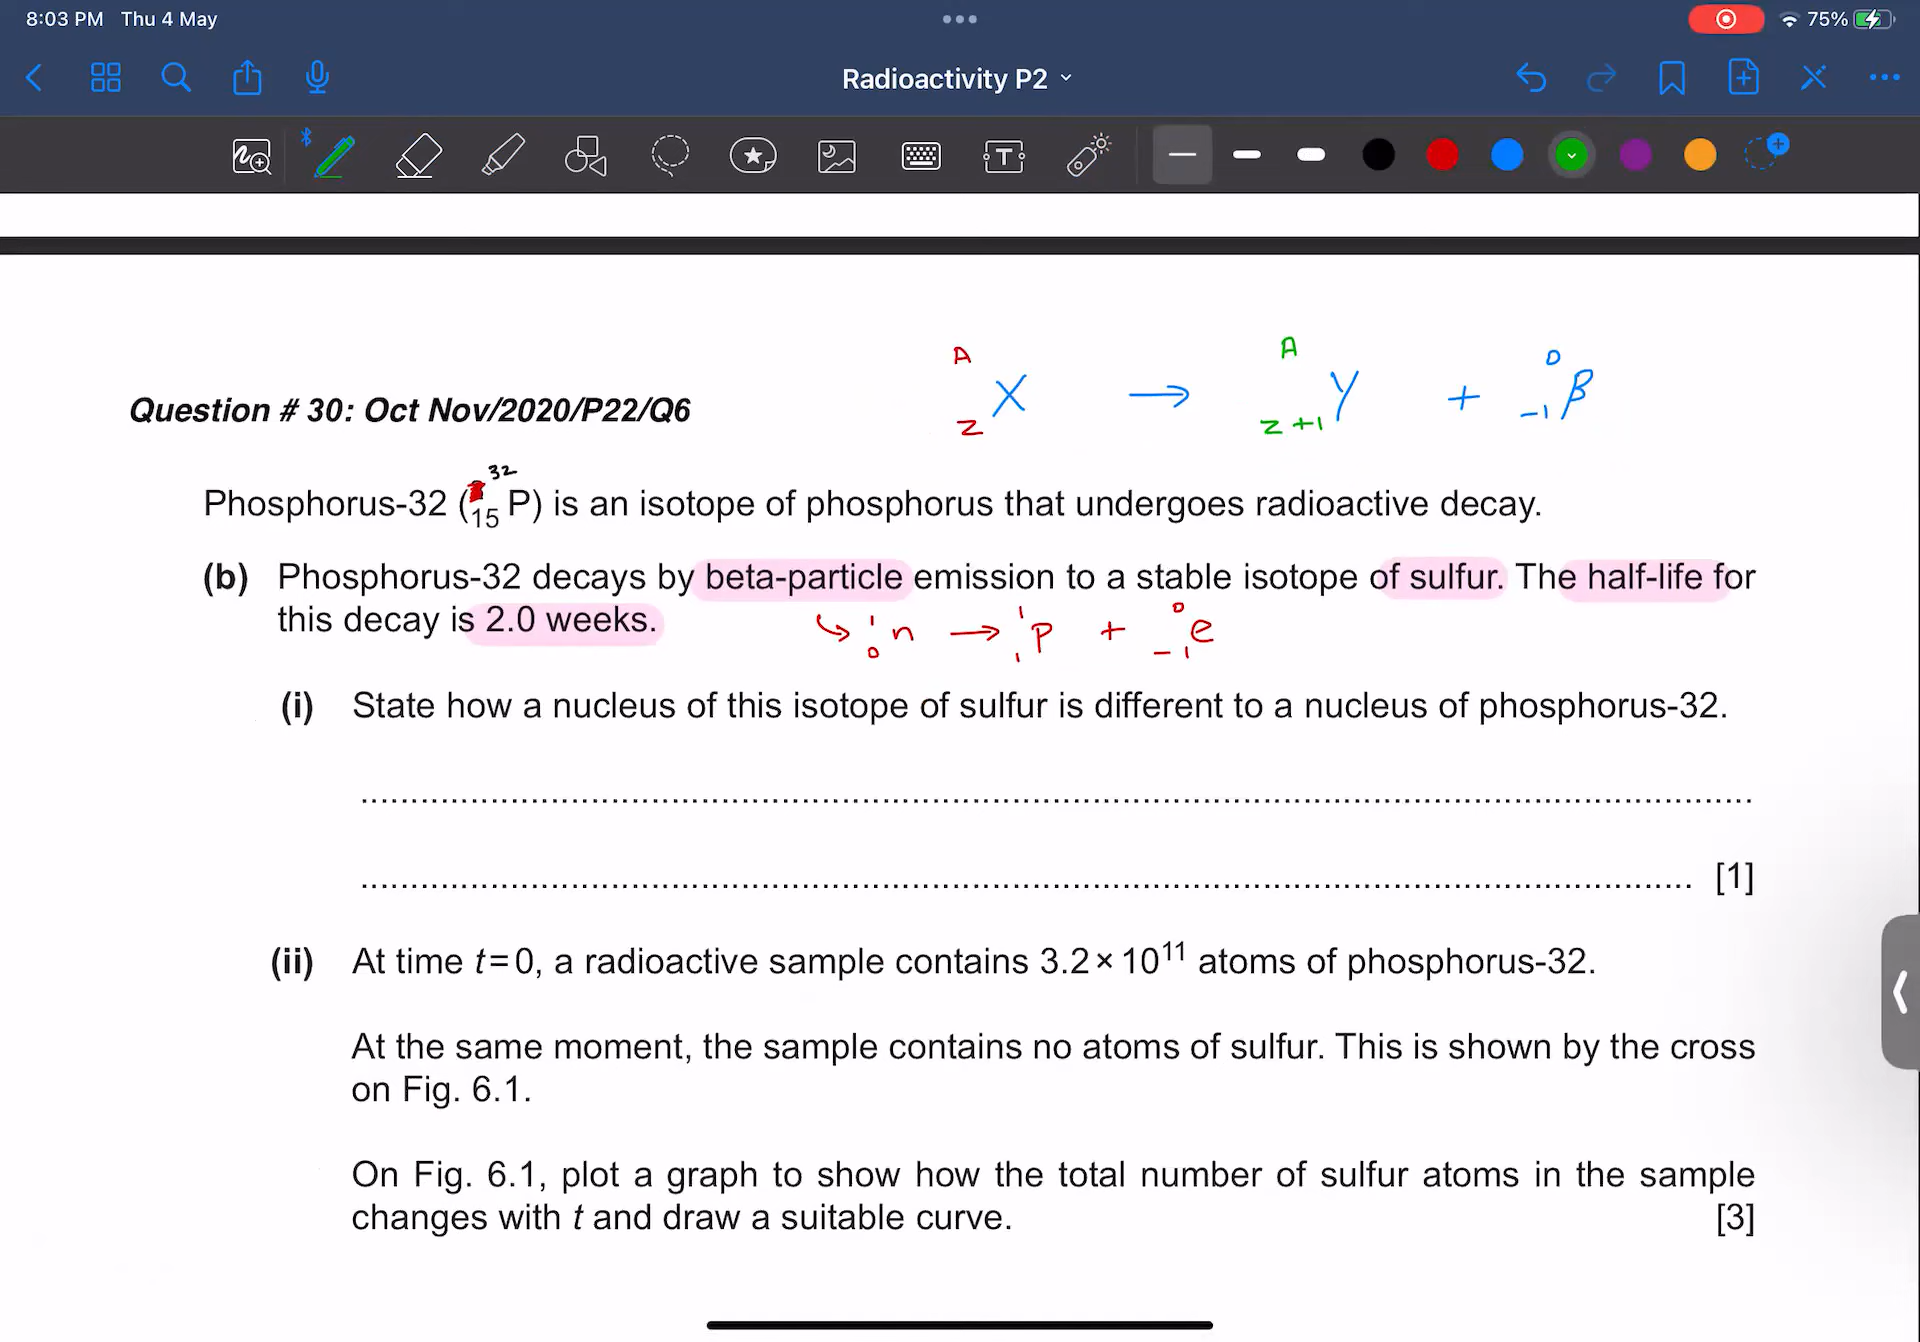 8:03 PM Thu 4 May
75%
Radioactivity P2
A A 0
X → Y + β
Z Z+1 -1
Question # 30: Oct Nov/2020/P22/Q6
32
Phosphorus-32 (₁₅P) is an isotope of phosphorus that undergoes radioactive decay.
(b) Phosphorus-32 decays by beta-particle emission to a stable isotope of sulfur. The half-life for
this decay is 2.0 weeks.
¹₀n → ¹₁p + ⁰₋₁e
(i) State how a nucleus of this isotope of sulfur is different to a nucleus of phosphorus-32.
[1]
(ii) At time t=0, a radioactive sample contains 3.2×10¹¹ atoms of phosphorus-32.
At the same moment, the sample contains no atoms of sulfur. This is shown by the cross
on Fig. 6.1.
On Fig. 6.1, plot a graph to show how the total number of sulfur atoms in the sample
changes with t and draw a suitable curve. [3]